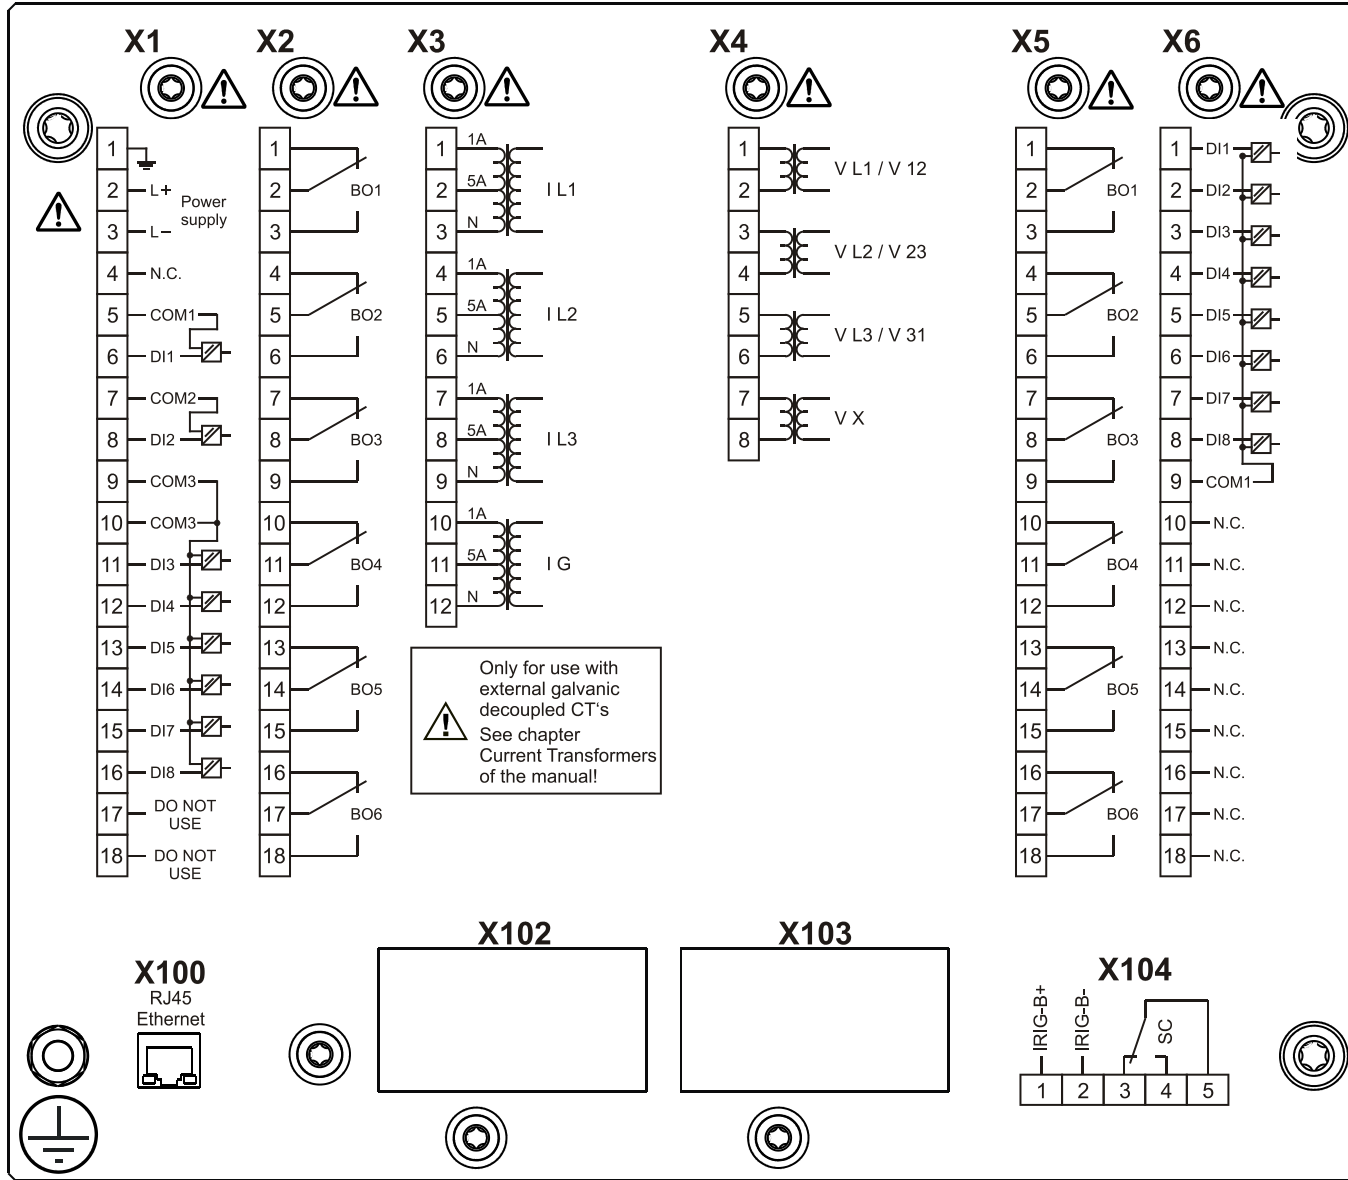 X1
X2
X3
X4
X5
X6
1
2 L+
3 L–
Power
supply
4 N.C.
5 COM1
6 DI1
7 COM2
8 DI2
9 COM3
10 COM3
11 DI3
12 DI4
13 DI5
14 DI6
15 DI7
16 DI8
17 DO NOT
USE
18 DO NOT
USE
1
2 BO1
3
4
5 BO2
6
7
8 BO3
9
10
11 BO4
12
13
14 BO5
15
16
17 BO6
18
1 1A
2 5A I L1
3 N
4 1A
5 5A I L2
6 N
7 1A
8 5A I L3
9 N
10 1A
11 5A I G
12 N
Only for use with
external galvanic
decoupled CT's
See chapter
Current Transformers
of the manual!
1
V L1 / V 12
2
3
V L2 / V 23
4
5
V L3 / V 31
6
7
V X
8
1
2 BO1
3
4
5 BO2
6
7
8 BO3
9
10
11 BO4
12
13
14 BO5
15
16
17 BO6
18
1 DI1
2 DI2
3 DI3
4 DI4
5 DI5
6 DI6
7 DI7
8 DI8
9 COM1
10 N.C.
11 N.C.
12 N.C.
13 N.C.
14 N.C.
15 N.C.
16 N.C.
17 N.C.
18 N.C.
X100
RJ45
Ethernet
X102
X103
X104
IRIG-B+
IRIG-B-
SC
1 2 3 4 5